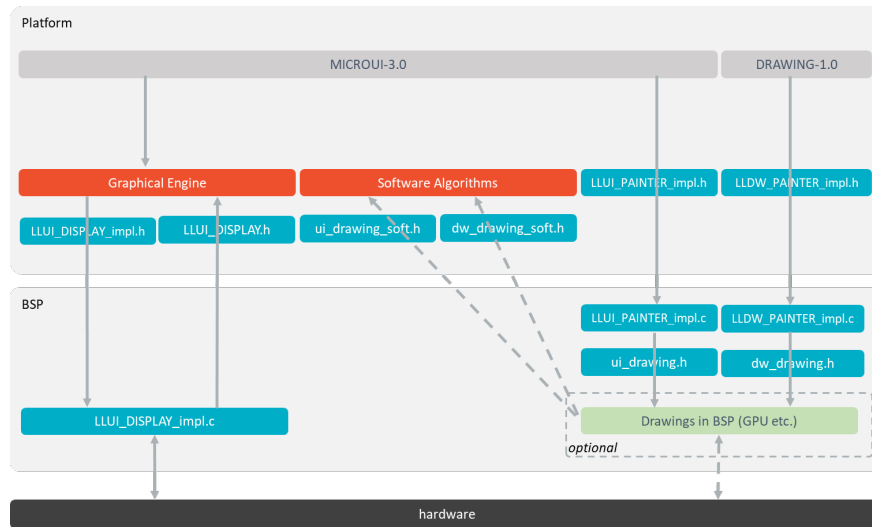 Platform
MICROUI-3.0
DRAWING-1.0
Graphical Engine
Software Algorithms
LLUI_PAINTER_impl.h
LLDW_PAINTER_impl.h
LLUI_DISPLAY_impl.h
LLUI_DISPLAY.h
ui_drawing_soft.h
dw_drawing_soft.h
BSP
LLUI_PAINTER_impl.c
LLDW_PAINTER_impl.c
ui_drawing.h
dw_drawing.h
LLUI_DISPLAY_impl.c
Drawings in BSP (GPU etc.)
optional
hardware